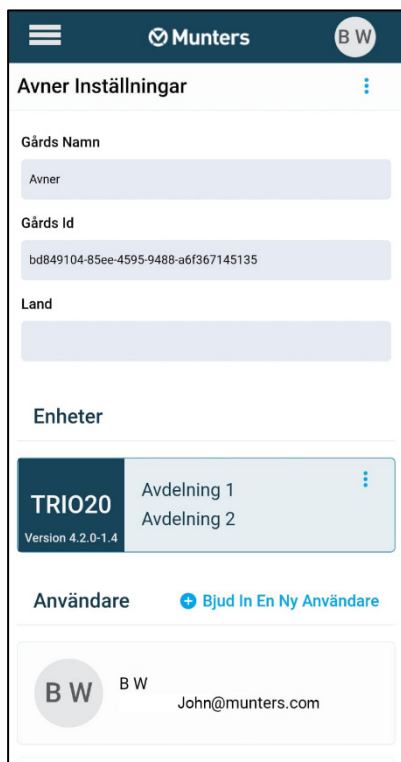 Munters
B W
Avner Inställningar
Gårds Namn
Avner
Gårds Id
bd849104-85ee-4595-9488-a6f367145135
Land
Enheter
TRIO20
Version 4.2.0-1.4
Avdelning 1
Avdelning 2
Användare
Bjud In En Ny Användare
B W
B W
John@munters.com